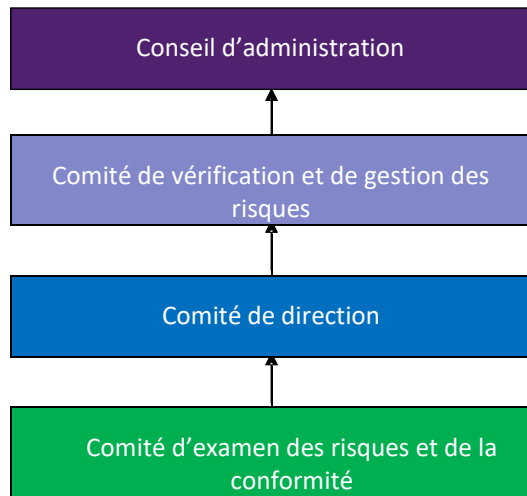 Conseil d’administration
Comité de vérification et de gestion des
risques
Comité de direction
Comité d’examen des risques et de la
conformité